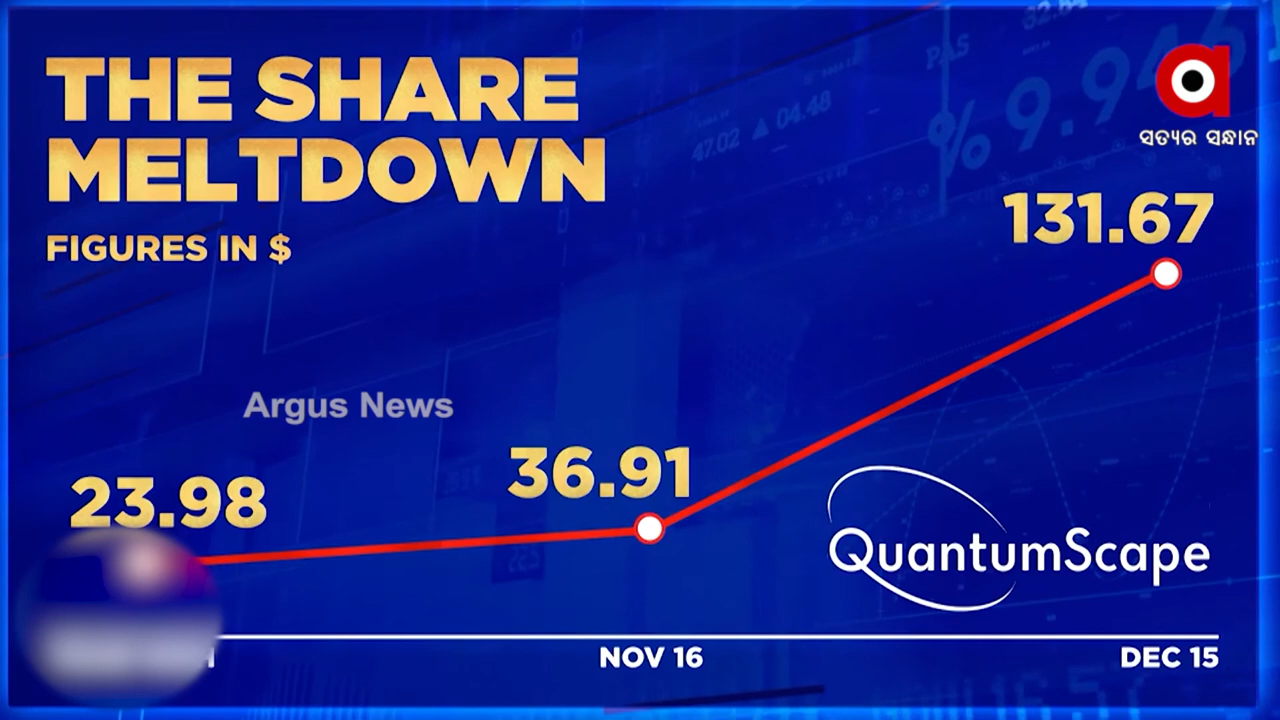 THE SHARE
MELTDOWN
FIGURES IN $
ସତ୍ୟର ସନ୍ଧାନ
131.67
Argus News
36.91
23.98
QuantumScape
NOV 16
DEC 15